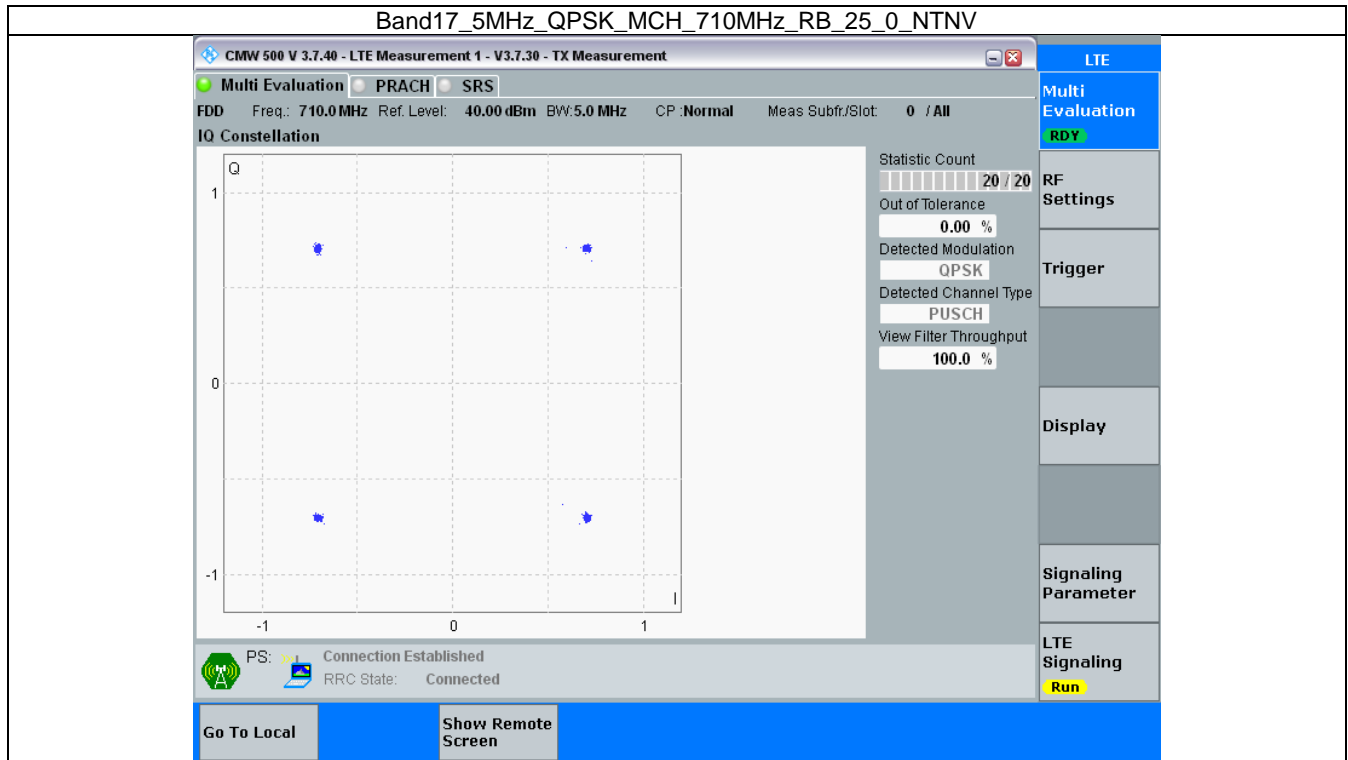 Band17_5MHz_QPSK_MCH_710MHz_RB_25_0_NTNV
CMW 500 V 3.7.40 - LTE Measurement 1 - V3.7.30 - TX Measurement
LTE
Multi Evaluation PRACH SRS
FDD Freq.: 710.0 MHz Ref. Level: 40.00 dBm BW: 5.0 MHz CP : Normal Meas Subfr./Slot: 0 / All
IQ Constellation
Q
1
0
-1
I
-1 0 1
Statistic Count
20 / 20
Out of Tolerance
0.00 %
Detected Modulation
QPSK
Detected Channel Type
PUSCH
View Filter Throughput
100.0 %
Multi
Evaluation
RDY
RF
Settings
Trigger
Display
Signaling
Parameter
LTE
Signaling
Run
PS: Connection Established
RRC State: Connected
Go To Local
Show Remote
Screen